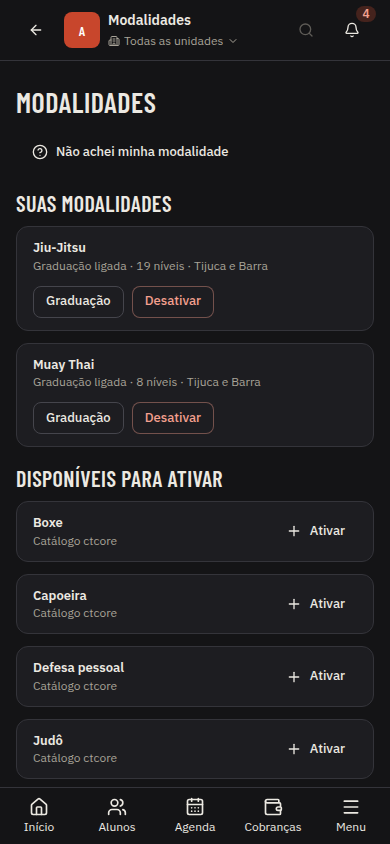 A
Modalidades
Todas as unidades
4
MODALIDADES
Não achei minha modalidade
SUAS MODALIDADES
Jiu-Jitsu
Graduação ligada · 19 níveis · Tijuca e Barra
Graduação
Desativar
Muay Thai
Graduação ligada · 8 níveis · Tijuca e Barra
Graduação
Desativar
DISPONÍVEIS PARA ATIVAR
Boxe
Catálogo ctcore
Ativar
Capoeira
Catálogo ctcore
Ativar
Defesa pessoal
Catálogo ctcore
Ativar
Judô
Catálogo ctcore
Ativar
Início
Alunos
Agenda
Cobranças
Menu